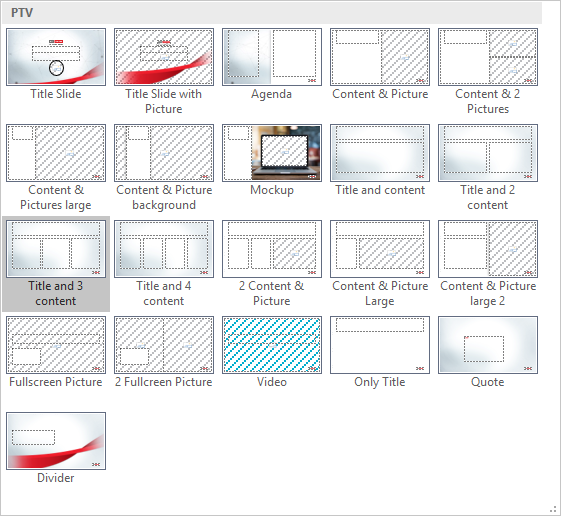 PTV
Title Slide
Title Slide with
Picture
Agenda
Content & Picture
Content & 2
Pictures
Content &
Pictures large
Content & Picture
background
Mockup
Title and content
Title and 2
content
Title and 3
content
Title and 4
content
2 Content &
Picture
Content & Picture
Large
Content & Picture
large 2
Fullscreen Picture
2 Fullcreen Picture
Video
Only Title
Quote
Divider